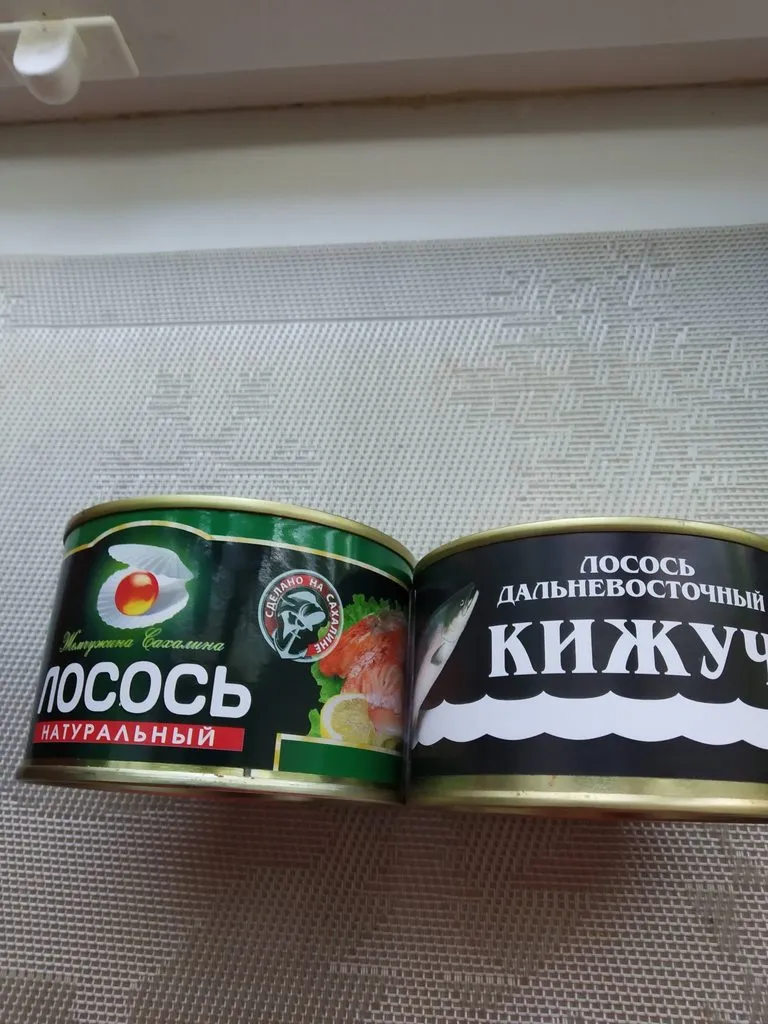 Жемчужина Сахалина
ЛОСОСЬ
НАТУРАЛЬНЫЙ
СДЕЛАНО НА САХАЛИНЕ
ЛОСОСЬ
ДАЛЬНЕВОСТОЧНЫЙ
КИЖУЧ